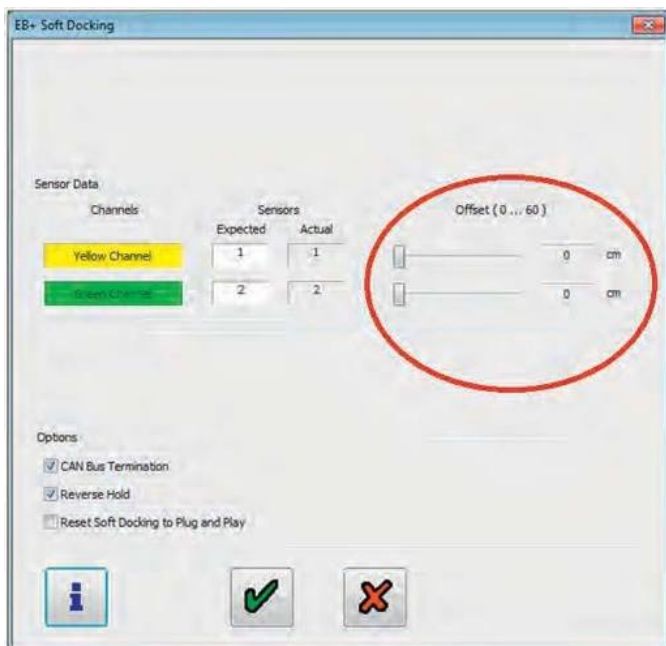 EB+ Soft Docking
Sensor Data
Channels Sensors Offset ( 0 ... 60 )
Expected Actual
Yellow Channel 1 1 0 cm
Green Channel 2 2 0 cm
Options
CAN Bus Termination
Reverse Hold
Reset Soft Docking to Plug and Play